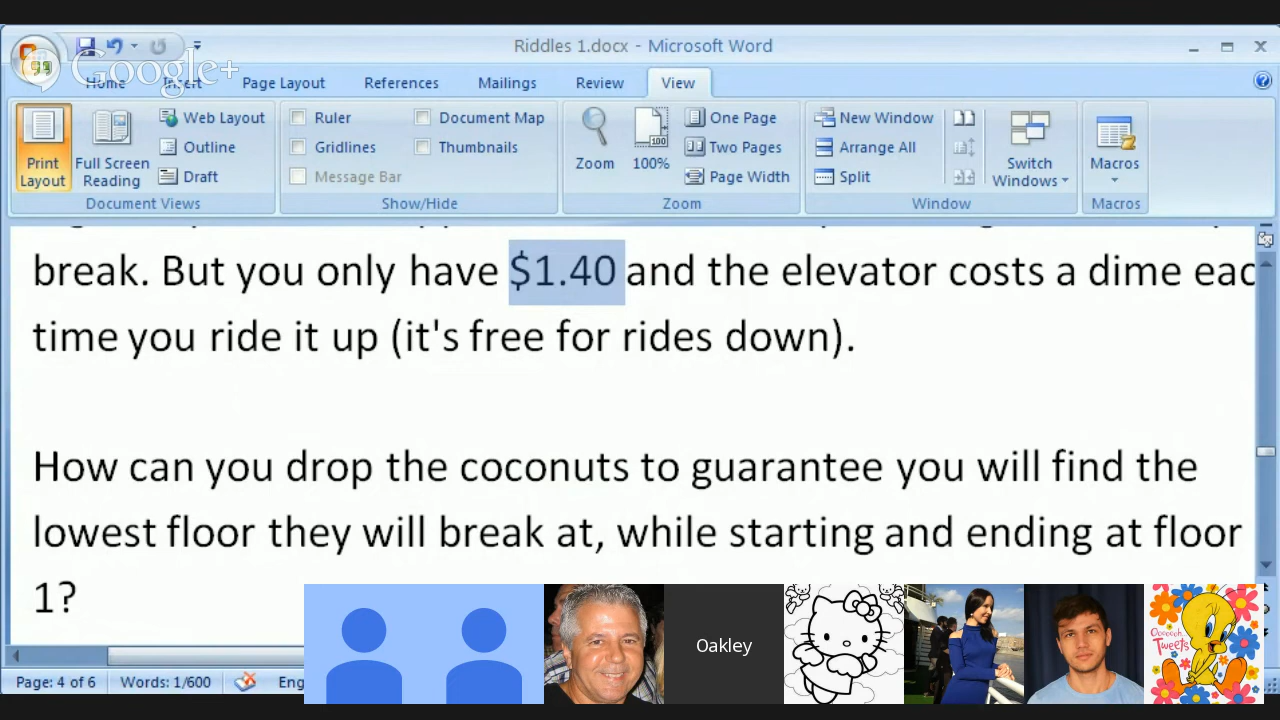 Riddles 1.docx - Microsoft Word
Google+
Home Insert Page Layout References Mailings Review View
Print Layout
Full Screen Reading
Web Layout
Outline
Draft
Document Views
Ruler
Gridlines
Message Bar
Document Map
Thumbnails
Show/Hide
Zoom
100%
100
One Page
Two Pages
Page Width
Zoom
New Window
Arrange All
Split
Switch Windows
Window
Macros
Macros
break. But you only have $1.40 and the elevator costs a dime eac
time you ride it up (it's free for rides down).
How can you drop the coconuts to guarantee you will find the
lowest floor they will break at, while starting and ending at floor
1?
Page: 4 of 6 Words: 1/600 Eng
Oakley
Tweets